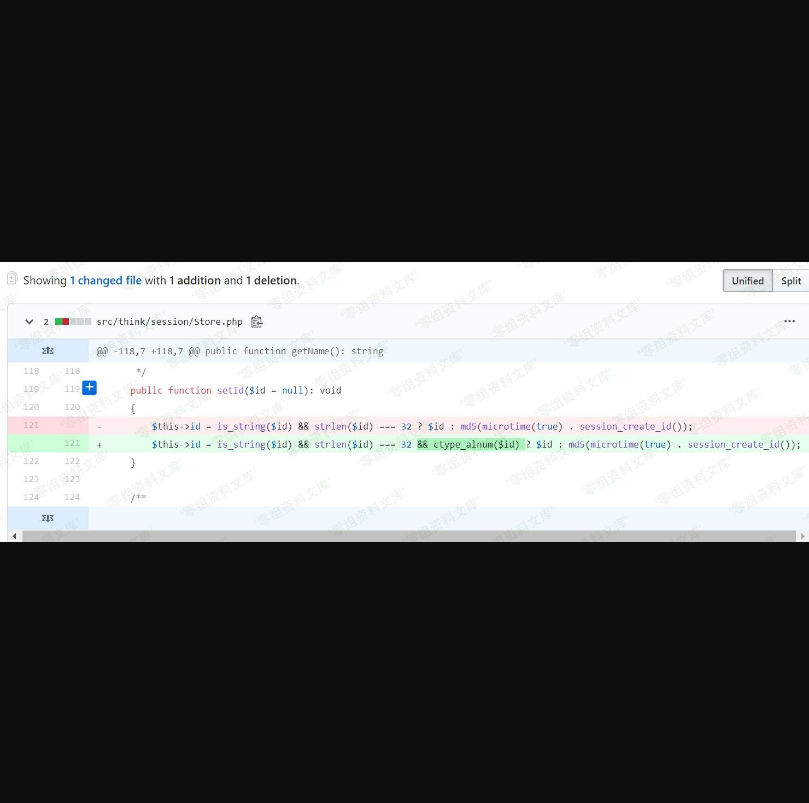 Showing 1 changed file with 1 addition and 1 deletion.
Unified Split
2 src/think/session/Store.php
@@ -118,7 +118,7 @@ public function getName(): string
118 118 */
119 119 public function setId($id = null): void
120 120 120 {
121 - $this->id = is_string($id) && strlen($id) === 32 ? $id : md5(microtime(true) . session_create_id());
121 + $this->id = is_string($id) && strlen($id) === 32 && ctype_alnum($id) ? $id : md5(microtime(true) . session_create_id());
122 122 }
123 123
124 124 /**
零组资料文库